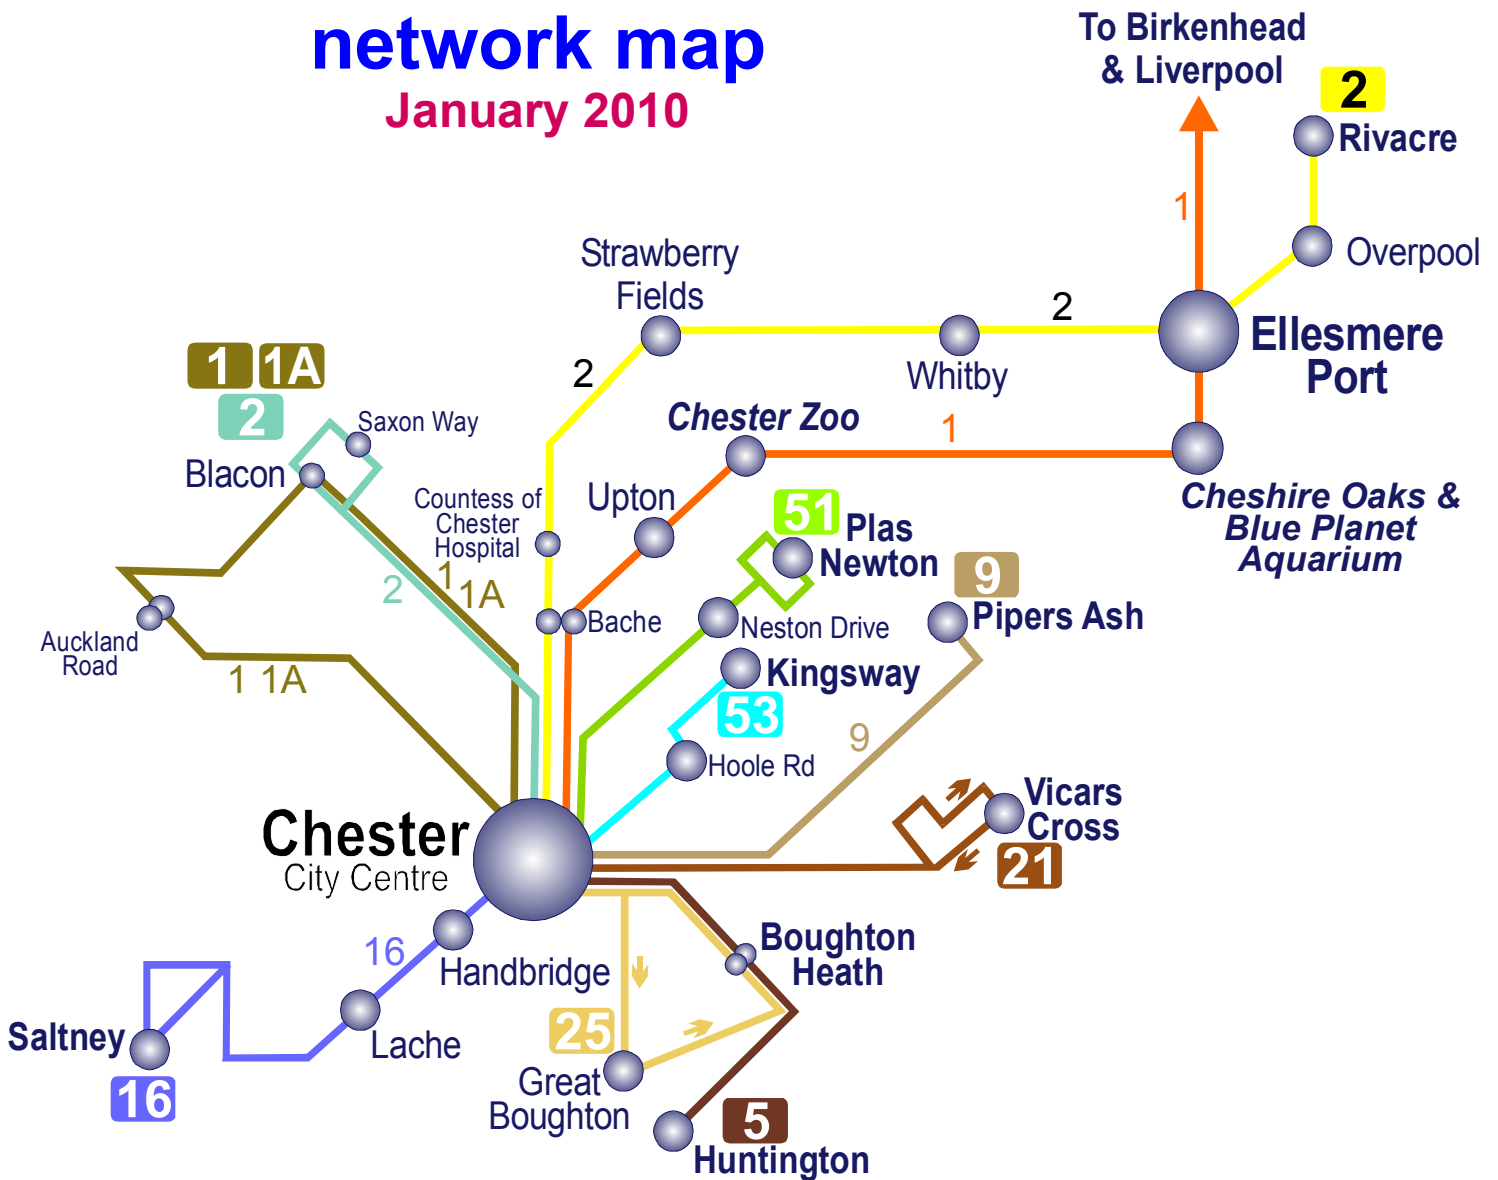 network map
January 2010
To Birkenhead
& Liverpool
2
Rivacre
1
Overpool
Strawberry
Fields
2
Ellesmere
Port
Whitby
2
1 1A
2
Saxon Way
Blacon
Chester Zoo
1
Countess of
Chester
Hospital
Upton
51
Plas
Newton
Cheshire Oaks &
Blue Planet
Aquarium
9
Pipers Ash
2
1
1A
Bache
Neston Drive
Auckland
Road
1 1A
Kingsway
53
9
Hoole Rd
Vicars
Cross
21
Chester
City Centre
16
Handbridge
Boughton
Heath
Saltney
16
Lache
25
Great
Boughton
5
Huntington